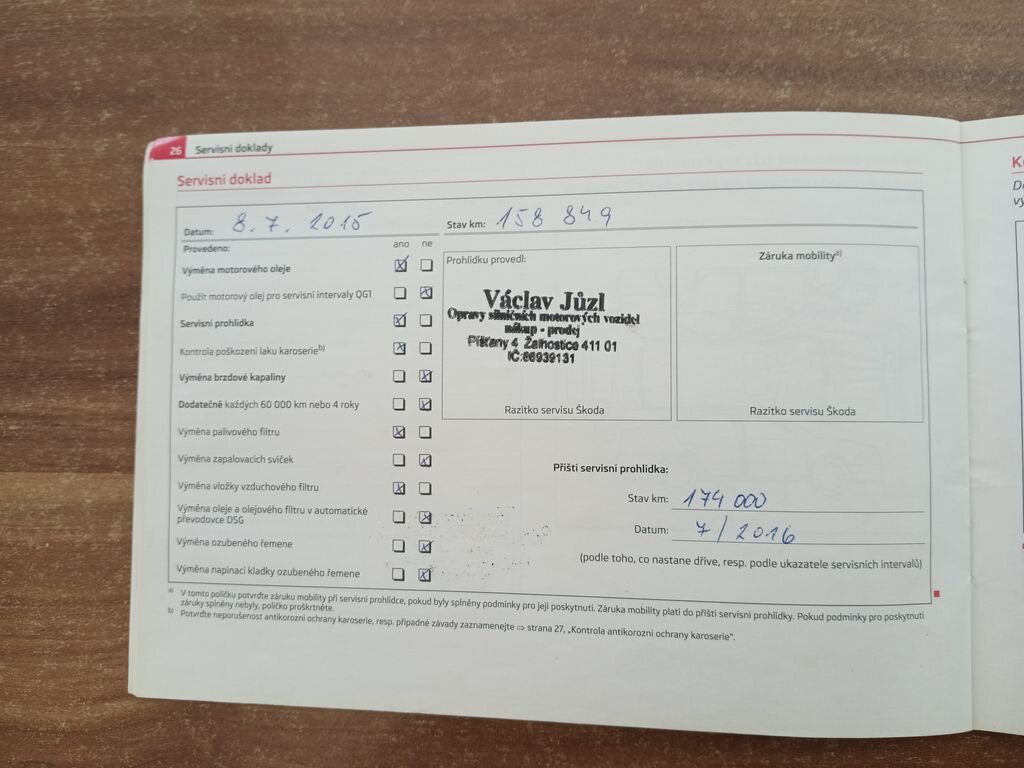 26 Servisní doklady
Servisní doklad
Datum: 8. 7. 2015 Stav km: 158 849
Provedeno: ano ne
Výměna motorového oleje
Použit motorový olej pro servisní intervaly QG1
Servisní prohlídka
Kontrola poškození laku karoserie b)
Výměna brzdové kapaliny
Dodatečně každých 60 000 km nebo 4 roky
Výměna palivového filtru
Výměna zapalovacích svíček
Výměna vložky vzduchového filtru
Výměna oleje a olejového filtru v automatické
převodovce DSG
Výměna ozubeného řemene
Výměna napínací kladky ozubeného řemene
Prohlídku provedl:
Václav Jůzl
Opravy silničních motorových vozidel
nákup - prodej
Píšťany 4 Žalhostice 411 01
IČ:86939131
Razítko servisu Škoda
Záruka mobility a)
Razítko servisu Škoda
Příští servisní prohlídka:
Stav km: 174 000
Datum: 7/2016
(podle toho, co nastane dříve, resp. podle ukazatele servisních intervalů)
a) V tomto políčku potvrďte záruku mobility při servisní prohlídce, pokud byly splněny podmínky pro její poskytnutí. Záruka mobility platí do příští servisní prohlídky. Pokud podmínky pro poskytnutí
záruky splněny nebyly, políčko proškrtněte.
b) Potvrďte neporušenost antikorozní ochrany karoserie, resp. případné závady zaznamenejte ⇒ strana 27, „Kontrola antikorozní ochrany karoserie“.